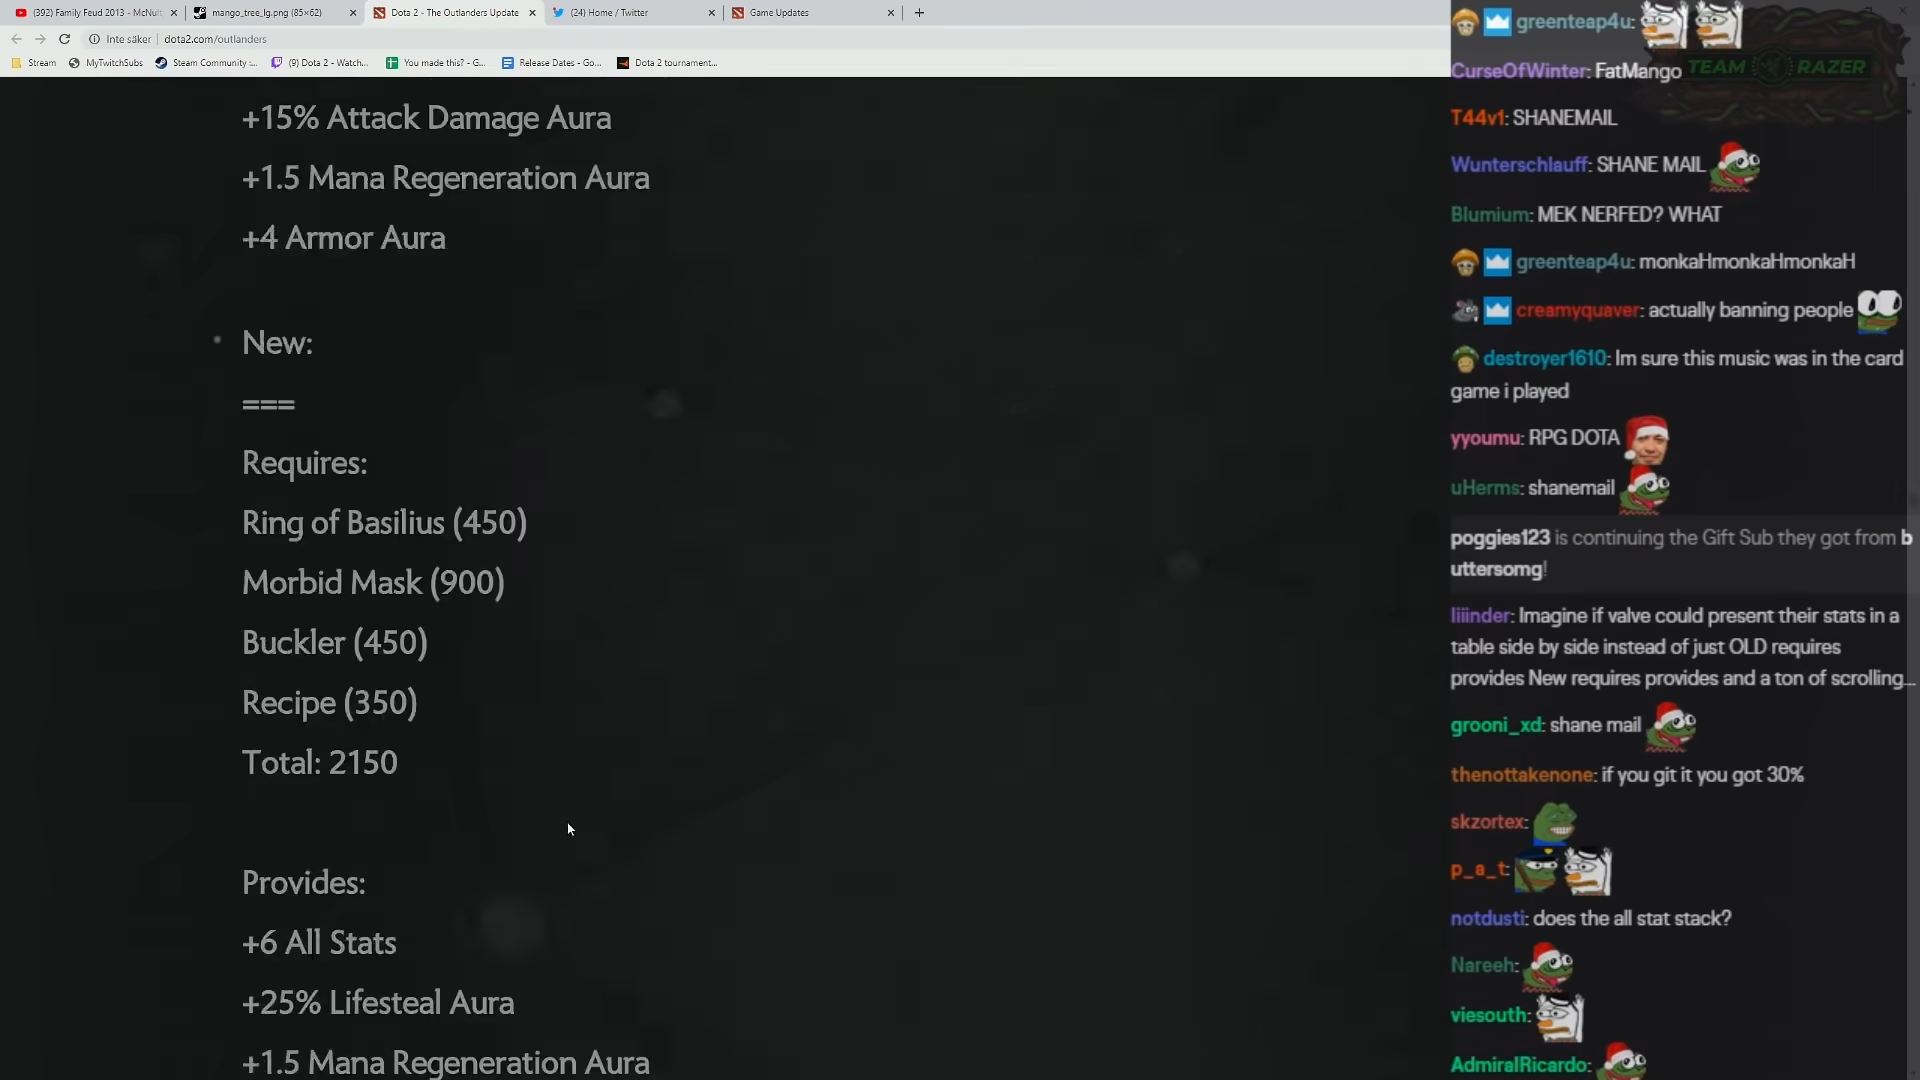 (392) Family Feud 2013 - McNult
mango_tree_lg.png (85×62)
Dota 2 - The Outlanders Update
(24) Home / Twitter
Game Updates
Inte säker | dota2.com/outlanders
Stream
MyTwitchSubs
Steam Community :...
(9) Dota 2 - Watch...
You made this? - G...
Release Dates - Go...
Dota 2 tournament...
+15% Attack Damage Aura
+1.5 Mana Regeneration Aura
+4 Armor Aura
New:
===
Requires:
Ring of Basilius (450)
Morbid Mask (900)
Buckler (450)
Recipe (350)
Total: 2150
Provides:
+6 All Stats
+25% Lifesteal Aura
+1.5 Mana Regeneration Aura
TEAM RAZER
greenteap4u:
CurseOfWinter: FatMango
T44v1: SHANEMAIL
Wunterschlauff: SHANE MAIL
Blumium: MEK NERFED? WHAT
greenteap4u: monkaHmonkaHmonkaH
creamyquaver: actually banning people
destroyer1610: Im sure this music was in the card
game i played
yyoumu: RPG DOTA
uHerms: shanemail
poggies123 is continuing the Gift Sub they got from b
uttersomg!
liiinder: Imagine if valve could present their stats in a
table side by side instead of just OLD requires
provides New requires provides and a ton of scrolling...
grooni_xd: shane mail
thenottakenone: if you git it you got 30%
skzortex:
p_a_t:
notdusti: does the all stat stack?
Nareeh:
viesouth:
AdmiralRicardo: